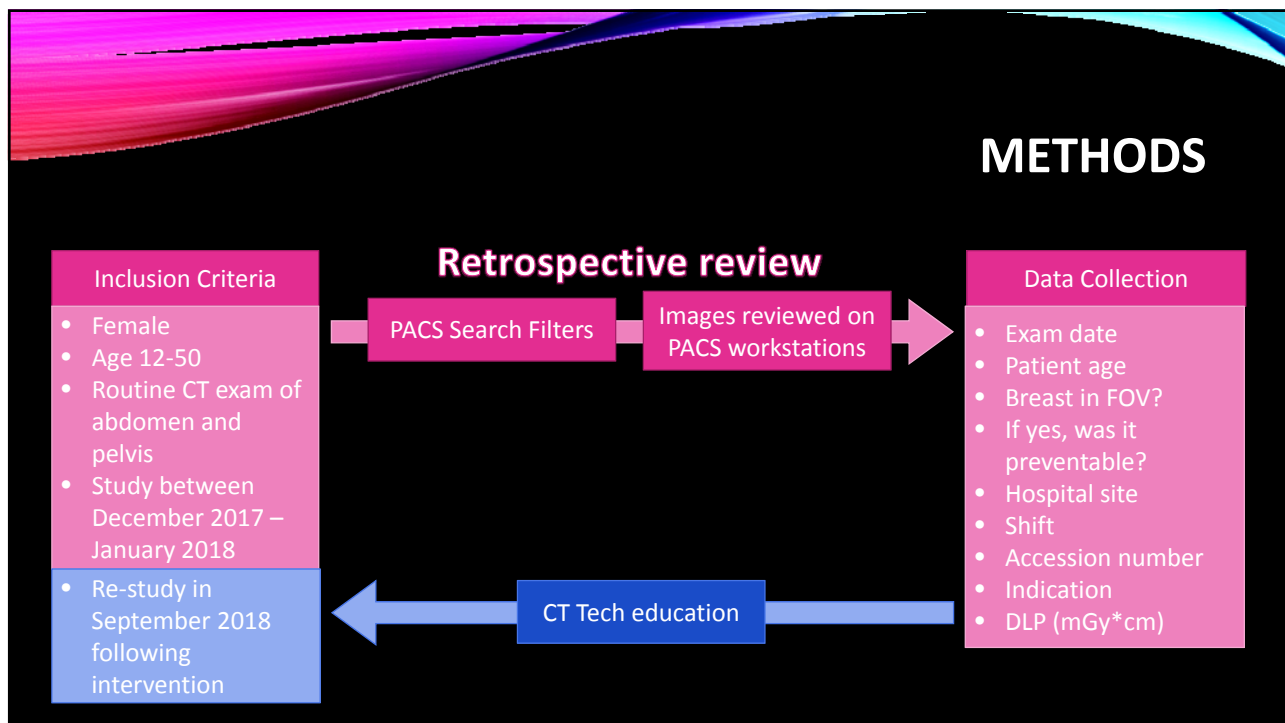 METHODS
Inclusion Criteria
• Female
• Age 12-50
• Routine CT exam of
abdomen and
pelvis
• Study between
December 2017 –
January 2018
• Re-study in
September 2018
following
intervention
Retrospective review
PACS Search Filters
Images reviewed on
PACS workstations
CT Tech education
Data Collection
• Exam date
• Patient age
• Breast in FOV?
• If yes, was it
preventable?
• Hospital site
• Shift
• Accession number
• Indication
• DLP (mGy*cm)